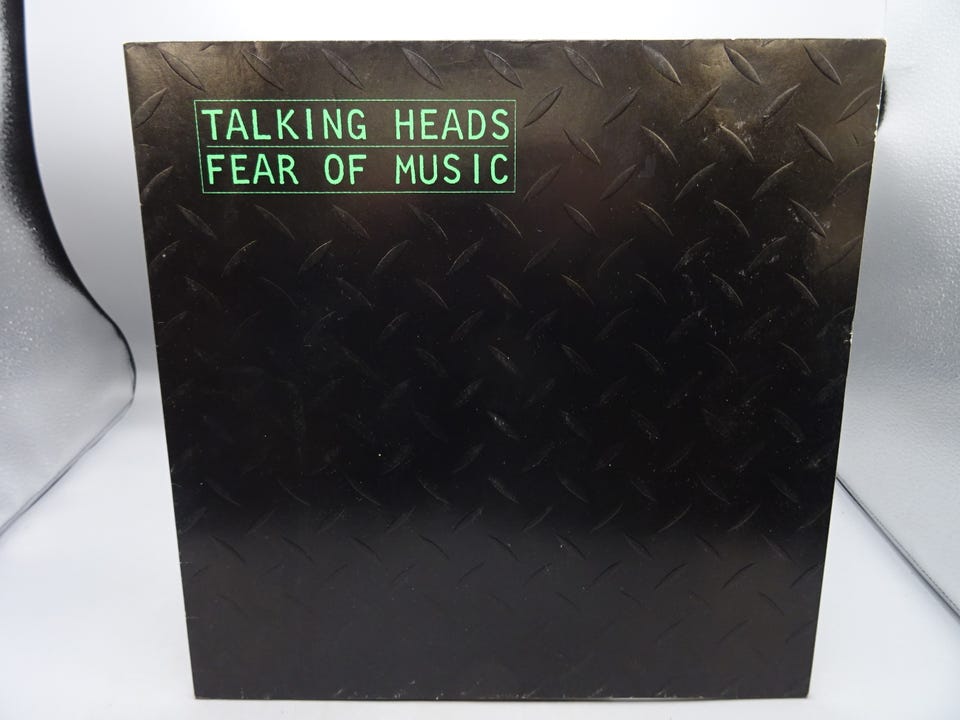 TALKING HEADS
FEAR OF MUSIC